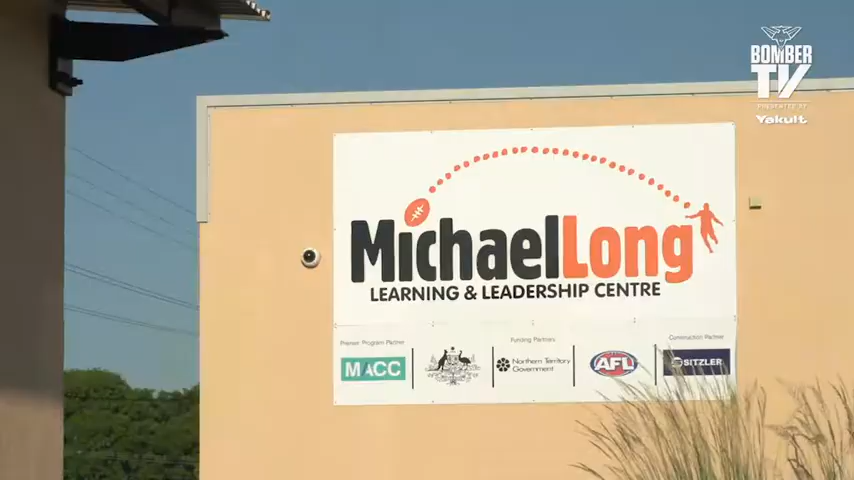 BOMBER
TV
PRESENTED BY
Yakult
MichaelLong
LEARNING & LEADERSHIP CENTRE
Premier Program Partner
Funding Partners
Construction Partner
MACC
Northern Territory
Government
AFL
SITZLER